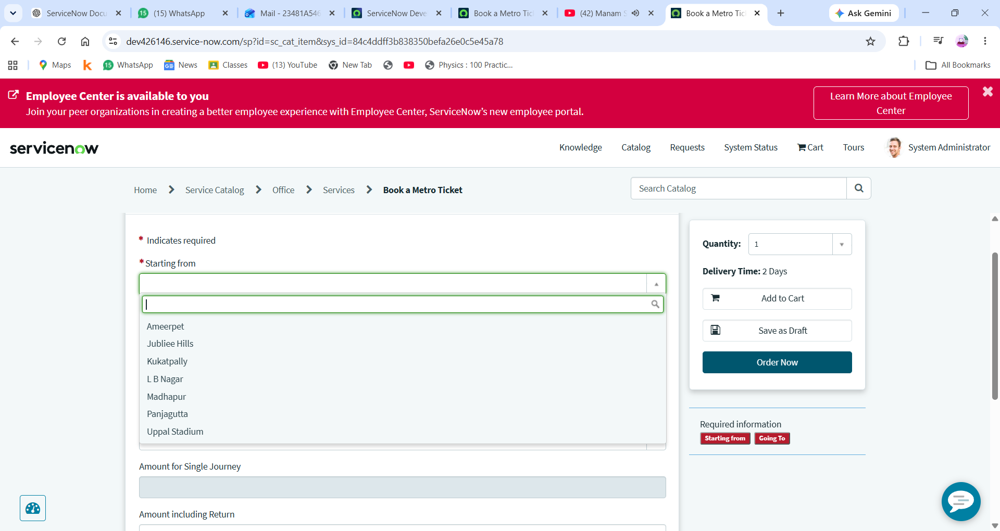 ServiceNow Docu
(15) WhatsApp
Mail - 23481A546
ServiceNow Deve
Book a Metro Tic
(42) Manam S
Book a Metro Tic
Ask Gemini
dev426146.service-now.com/sp?id=sc_cat_item&sys_id=84c4ddff3b838350befa26e0c5e45a78
Maps
15 WhatsApp
News
Classes
(13) YouTube
New Tab
Physics : 100 Practic...
All Bookmarks
Employee Center is available to you
Join your peer organizations in creating a better employee experience with Employee Center, ServiceNow’s new employee portal.
Learn More about Employee
Center
servicenow
Knowledge
Catalog
Requests
System Status
Cart
Tours
System Administrator
Home
Service Catalog
Office
Services
Book a Metro Ticket
Search Catalog
* Indicates required
* Starting from
Ameerpet
Jubliee Hills
Kukatpally
L B Nagar
Madhapur
Panjagutta
Uppal Stadium
Amount for Single Journey
Amount including Return
Quantity: 1
Delivery Time: 2 Days
Add to Cart
Save as Draft
Order Now
Required information
Starting from
Going To